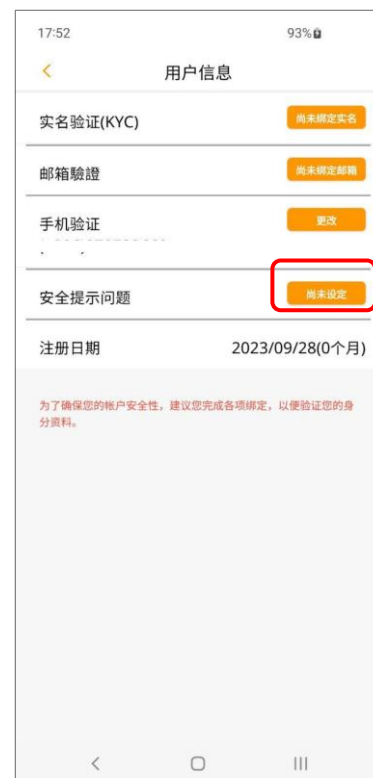 17:52 93%
用户信息
实名验证(KYC) 尚未绑定实名
邮箱驗證 尚未绑定邮箱
手机验证 更改
安全提示问题 尚未设定
注册日期 2023/09/28(0个月)
为了确保您的帐户安全性，建议您完成各项绑定，以便验证您的身
分資料。